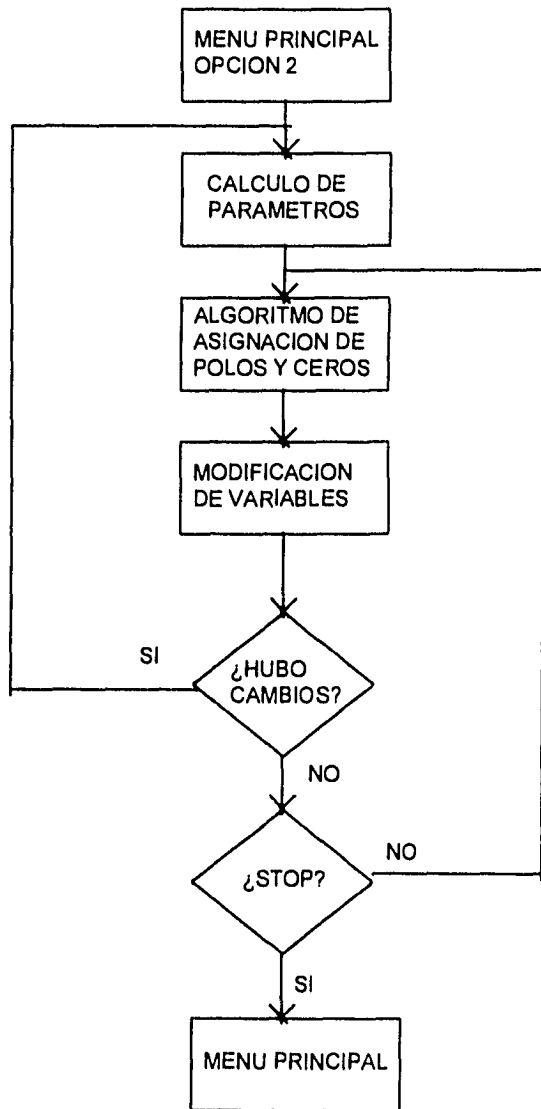 MENU PRINCIPAL
OPCION 2
CALCULO DE
PARAMETROS
ALGORITMO DE
ASIGNACION DE
POLOS Y CEROS
MODIFICACION
DE VARIABLES
SI
¿HUBO
CAMBIOS?
NO
¿STOP?
NO
SI
MENU PRINCIPAL